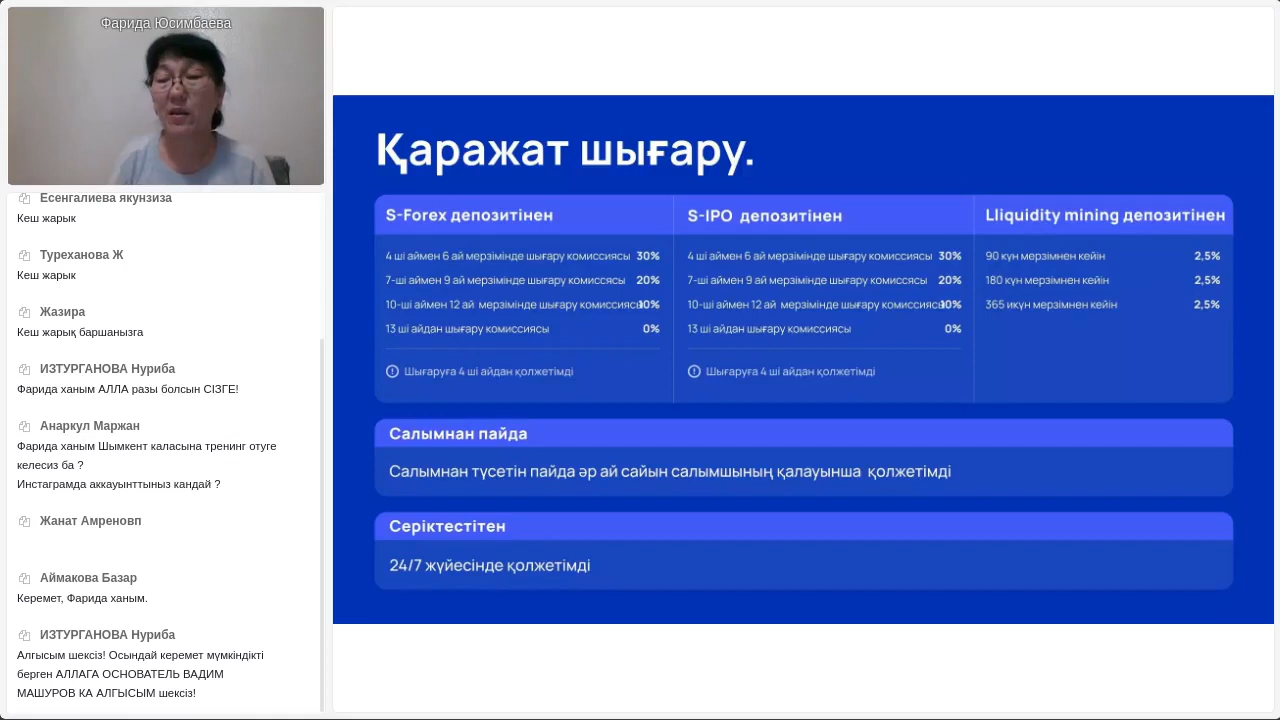 Фарида Юсимбаева
Есенгалиева якунзиза
Кеш жарык
Туреханова Ж
Кеш жарык
Жазира
Кеш жарық баршанызга
ИЗТУРГАНОВА Нуриба
Фарида ханым АЛЛА разы болсын СІЗГЕ!
Анаркул Маржан
Фарида ханым Шымкент каласына тренинг отуге
келесиз ба ?
Инстаграмда аккауынттыныз кандай ?
Жанат Амреновп
Аймакова Базар
Керемет, Фарида ханым.
ИЗТУРГАНОВА Нуриба
Алгысым шексіз! Осындай керемет мүмкіндікті
берген АЛЛАГА ОСНОВАТЕЛЬ ВАДИМ
МАШУРОВ КА АЛГЫСЫМ шексіз!
Қаражат шығару.
S-Forex депозитінен
4 ші аймен 6 ай мерзімінде шығару комиссиясы 30%
7-ші аймен 9 ай мерзімінде шығару комиссясы 20%
10-ші аймен 12 ай мерзімінде шығару комиссиясы 10%
13 ші айдан шығару комиссиясы 0%
Шығаруға 4 ші айдан қолжетімді
S-IPO депозитінен
4 ші аймен 6 ай мерзімінде шығару комиссиясы 30%
7-ші аймен 9 ай мерзімінде шығару комиссясы 20%
10-ші аймен 12 ай мерзімінде шығару комиссиясы 10%
13 ші айдан шығару комиссиясы 0%
Шығаруға 4 ші айдан қолжетімді
Lliquidity mining депозитінен
90 күн мерзімнен кейін 2,5%
180 күн мерзімнен кейін 2,5%
365 икүн мерзімнен кейін 2,5%
Салымнан пайда
Салымнан түсетін пайда әр ай сайын салымшының қалауынша қолжетімді
Серіктестітен
24/7 жүйесінде қолжетімді